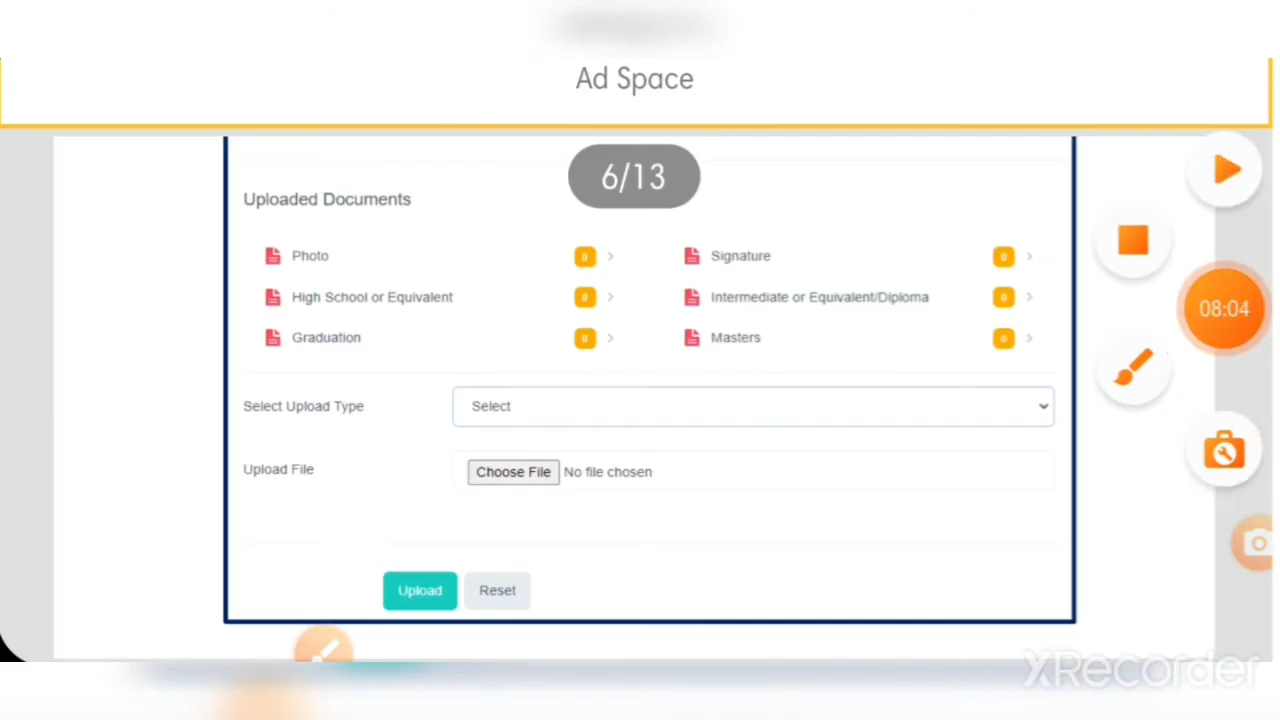 Ad Space
6/13
Uploaded Documents
Photo 0 Signature 0
High School or Equivalent 0 Intermediate or Equivalent/Diploma 0
Graduation 0 Masters 0
08:04
Select Upload Type Select
Upload File Choose File No file chosen
Upload Reset
XRecorder